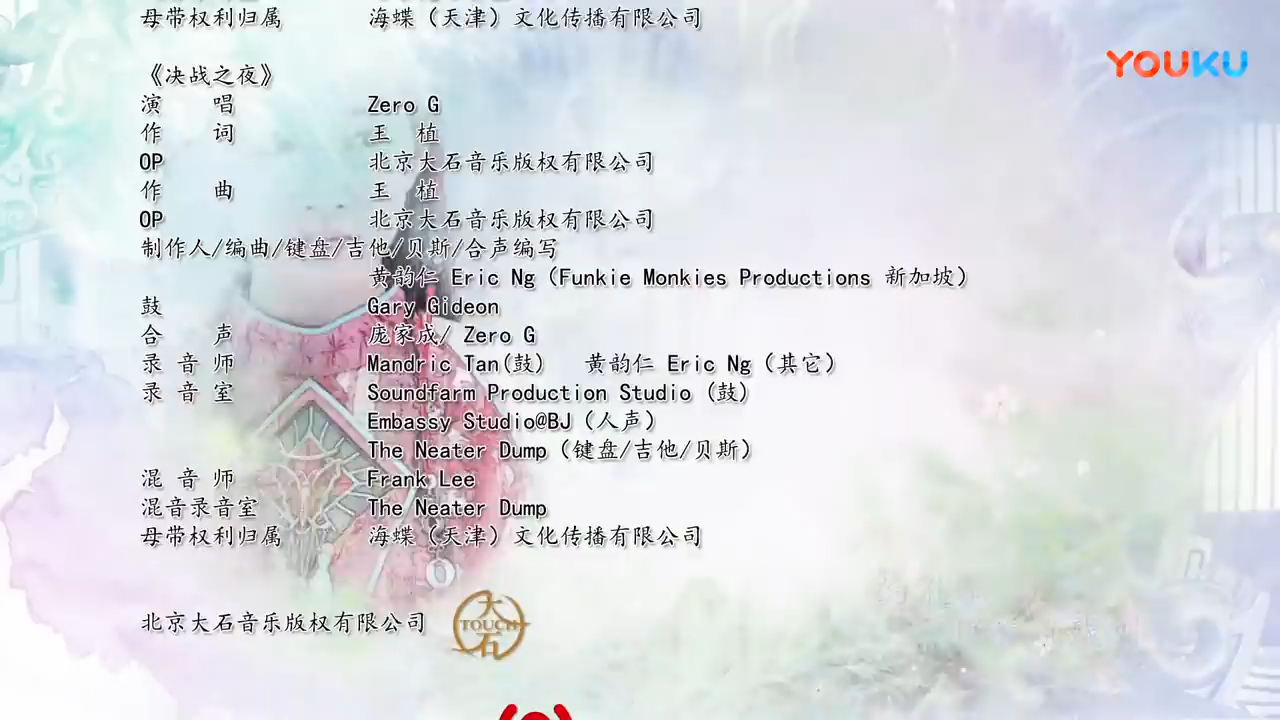 母带权利归属 海蝶（天津）文化传播有限公司
YOUKU
《决战之夜》
演 唱 Zero G
作 词 王 植
OP 北京大石音乐版权有限公司
作 曲 王 植
OP 北京大石音乐版权有限公司
制作人/编曲/键盘/吉他/贝斯/合声编写
黄韵仁 Eric Ng（Funkie Monkies Productions 新加坡）
鼓 Gary Gideon
合 声 庞家成/ Zero G
录 音 师 Mandric Tan(鼓) 黄韵仁 Eric Ng（其它）
录 音 室 Soundfarm Production Studio (鼓)
Embassy Studio@BJ（人声）
The Neater Dump（键盘/吉他/贝斯）
混 音 师 Frank Lee
混音录音室 The Neater Dump
母带权利归属 海蝶（天津）文化传播有限公司
北京大石音乐版权有限公司 大 TOUCH 石